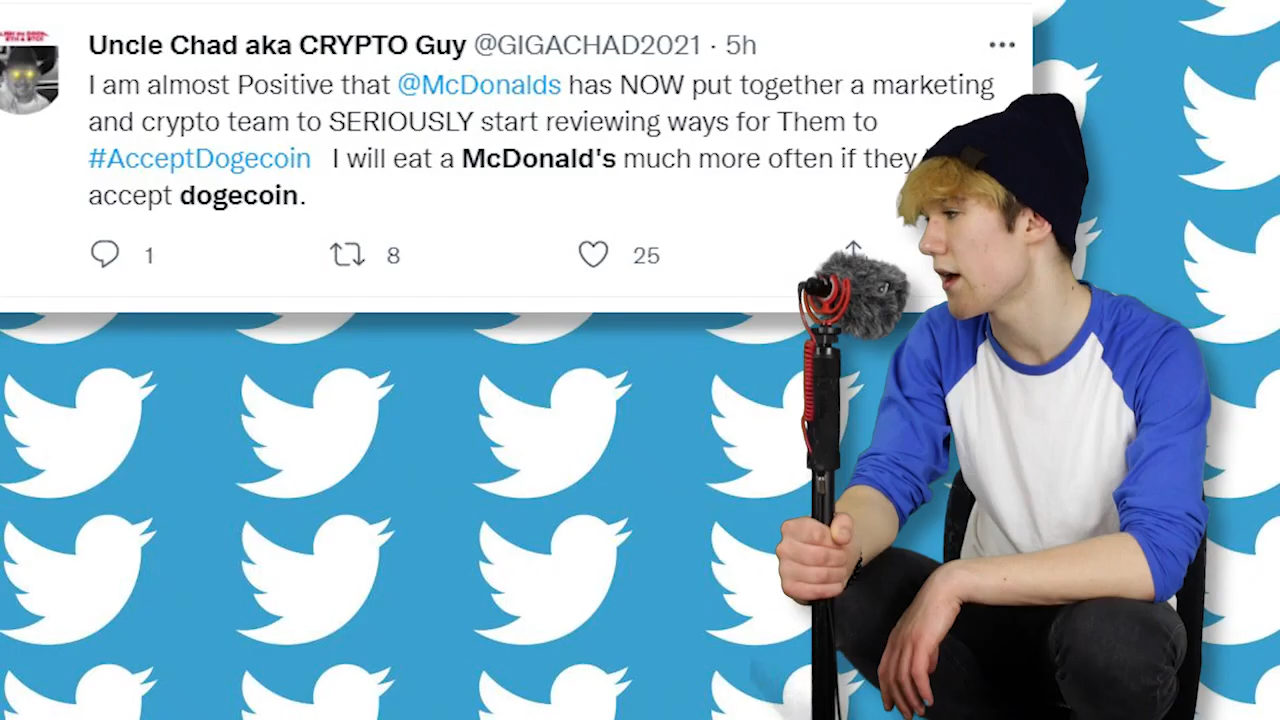 Uncle Chad aka CRYPTO Guy @GIGACHAD2021 · 5h
I am almost Positive that @McDonalds has NOW put together a marketing
and crypto team to SERIOUSLY start reviewing ways for Them to
#AcceptDogecoin I will eat a McDonald's much more often if they
accept dogecoin.
1 8 25